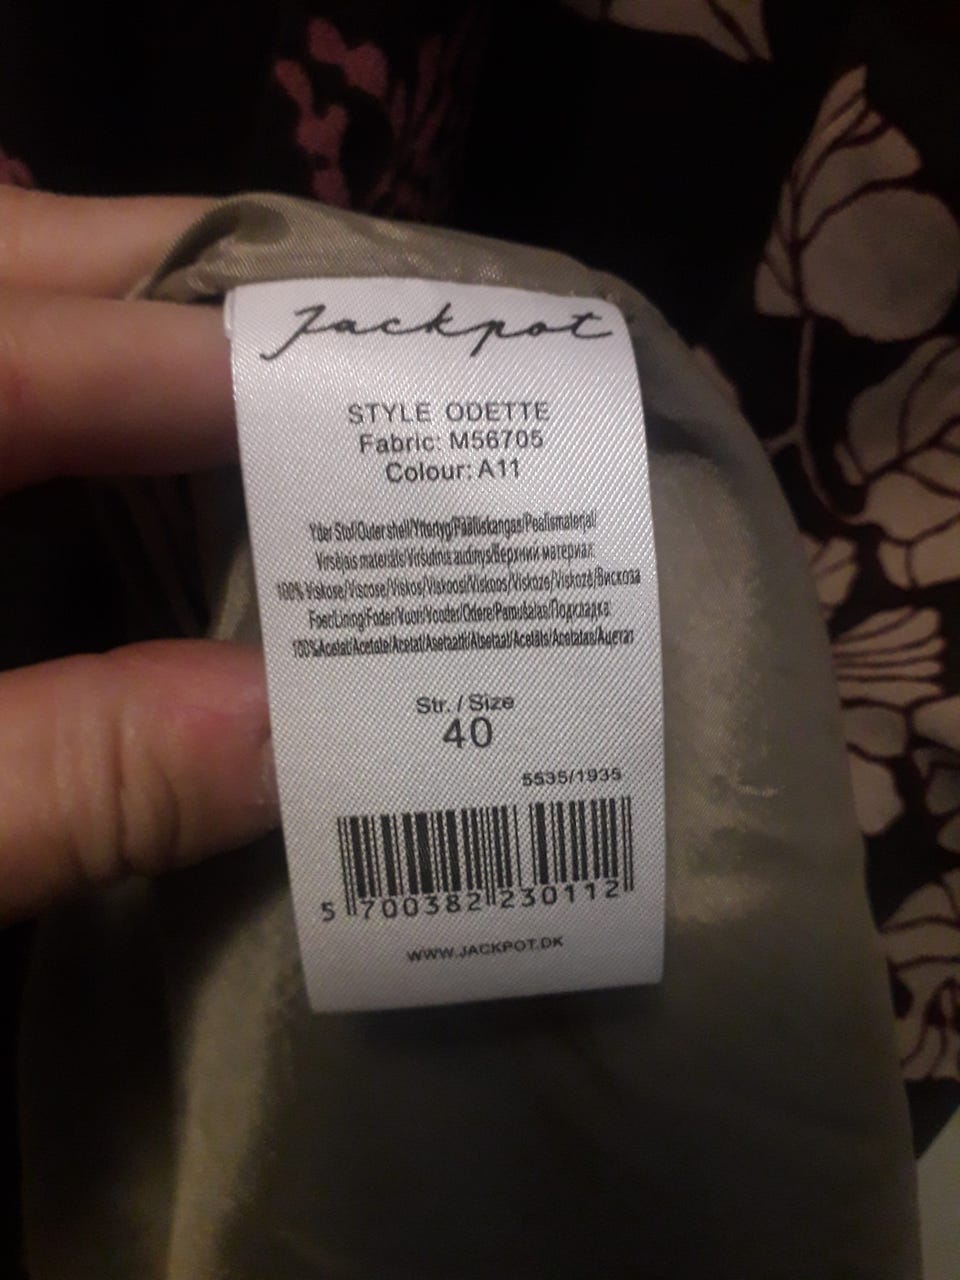 Jackpot
STYLE ODETTE
Fabric: M56705
Colour: A11
Yder Stof/Outer shell/Yttertyg/Päälliskangas/Pealismaterjal/
Virsējais materiāls/Viršutinis audinys/Верхний материал:
100% Viskose/Viscose/Viskos/Viskoosi/Viskoos/Viskoze/Viskozė/Вискоза
Foer/Lining/Foder/Vuori/Vooder/Odere/Pamušalas/Подкладка:
100%Acetat/Acetate/Acetat/Asetaatti/Atsetaat/Acetāts/Acetatas/Ацетат
Str. / Size
40
5535/1935
5 700382 230112
WWW.JACKPOT.DK